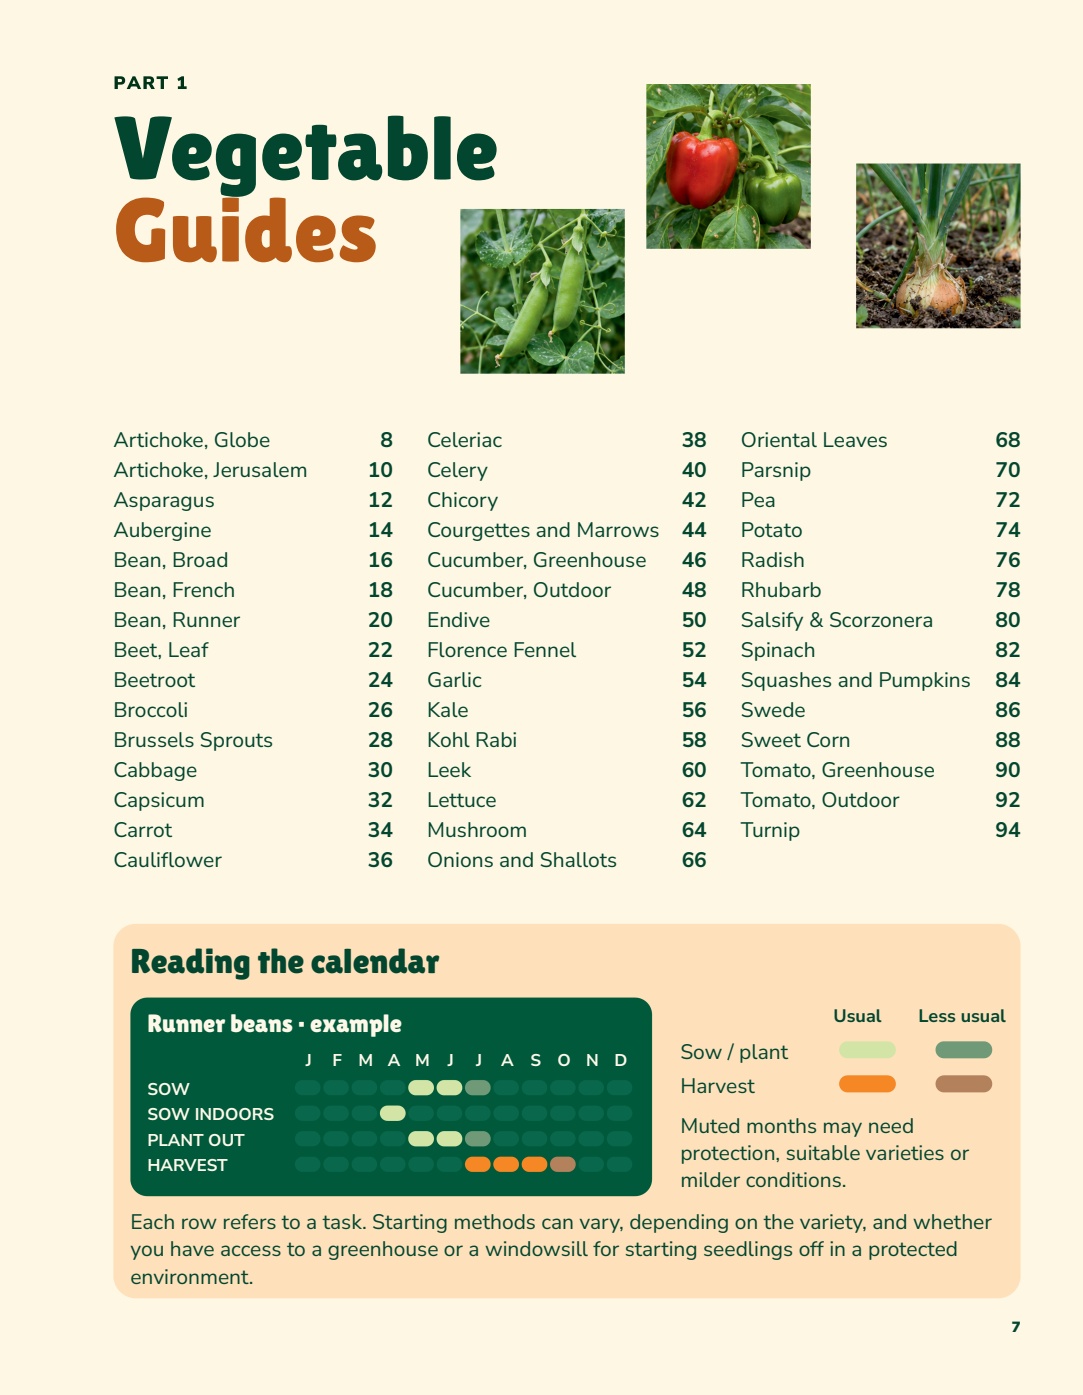 PART 1
Vegetable
Guides
Artichoke, Globe 8
Artichoke, Jerusalem 10
Asparagus 12
Aubergine 14
Bean, Broad 16
Bean, French 18
Bean, Runner 20
Beet, Leaf 22
Beetroot 24
Broccoli 26
Brussels Sprouts 28
Cabbage 30
Capsicum 32
Carrot 34
Cauliflower 36
Celeriac 38
Celery 40
Chicory 42
Courgettes and Marrows 44
Cucumber, Greenhouse 46
Cucumber, Outdoor 48
Endive 50
Florence Fennel 52
Garlic 54
Kale 56
Kohl Rabi 58
Leek 60
Lettuce 62
Mushroom 64
Onions and Shallots 66
Oriental Leaves 68
Parsnip 70
Pea 72
Potato 74
Radish 76
Rhubarb 78
Salsify & Scorzonera 80
Spinach 82
Squashes and Pumpkins 84
Swede 86
Sweet Corn 88
Tomato, Greenhouse 90
Tomato, Outdoor 92
Turnip 94
Reading the calendar
Runner beans · example
J F M A M J J A S O N D
SOW
SOW INDOORS
PLANT OUT
HARVEST
Usual Less usual
Sow / plant
Harvest
Muted months may need
protection, suitable varieties or
milder conditions.
Each row refers to a task. Starting methods can vary, depending on the variety, and whether
you have access to a greenhouse or a windowsill for starting seedlings off in a protected
environment.
7